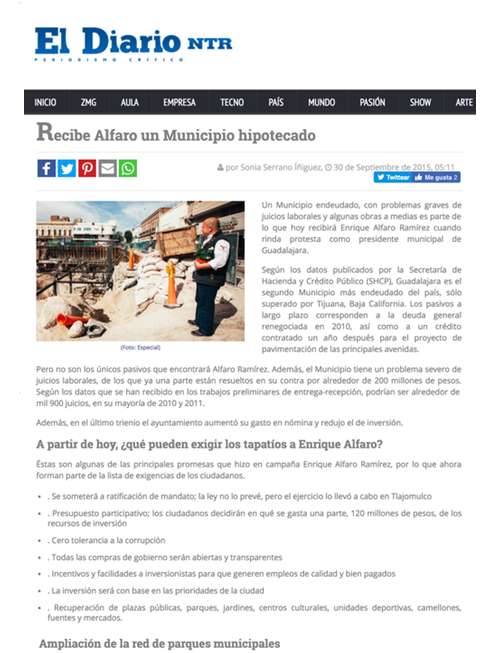 El Diario NTR
PERIODISMO CRÍTICO
INICIO ZMG AULA EMPRESA TECNO PAÍS MUNDO PASIÓN SHOW ARTE
Recibe Alfaro un Municipio hipotecado
por Sonia Serrano Íñiguez, 30 de Septiembre de 2015, 05:11
Twittear Me gusta 2
Un Municipio endeudado, con problemas graves de
juicios laborales y algunas obras a medias es parte de
lo que hoy recibirá Enrique Alfaro Ramírez cuando
rinda protesta como presidente municipal de
Guadalajara.
Según los datos publicados por la Secretaría de
Hacienda y Crédito Público (SHCP), Guadalajara es el
segundo Municipio más endeudado del país, sólo
superado por Tijuana, Baja California. Los pasivos a
largo plazo corresponden a la deuda general
renegociada en 2010, así como a un crédito
contratado un año después para el proyecto de
pavimentación de las principales avenidas.
(Foto: Especial)
Pero no son los únicos pasivos que encontrará Alfaro Ramírez. Además, el Municipio tiene un problema severo de
juicios laborales, de los que ya una parte están resueltos en su contra por alrededor de 200 millones de pesos.
Según los datos que se han recibido en los trabajos preliminares de entrega-recepción, podrían ser alrededor de
mil 900 juicios, en su mayoría de 2010 y 2011.
Además, en el último trienio el ayuntamiento aumentó su gasto en nómina y redujo el de inversión.
A partir de hoy, ¿qué pueden exigir los tapatíos a Enrique Alfaro?
Éstas son algunas de las principales promesas que hizo en campaña Enrique Alfaro Ramírez, por lo que ahora
forman parte de la lista de exigencias de los ciudadanos.
• . Se someterá a ratificación de mandato; la ley no lo prevé, pero el ejercicio lo llevó a cabo en Tlajomulco
• . Presupuesto participativo; los ciudadanos decidirán en qué se gasta una parte, 120 millones de pesos, de los
recursos de inversión
• . Cero tolerancia a la corrupción
• . Todas las compras de gobierno serán abiertas y transparentes
• . Incentivos y facilidades a inversionistas para que generen empleos de calidad y bien pagados
• . La inversión será con base en las prioridades de la ciudad
• . Recuperación de plazas públicas, parques, jardines, centros culturales, unidades deportivas, camellones,
fuentes y mercados.
Ampliación de la red de parques municipales